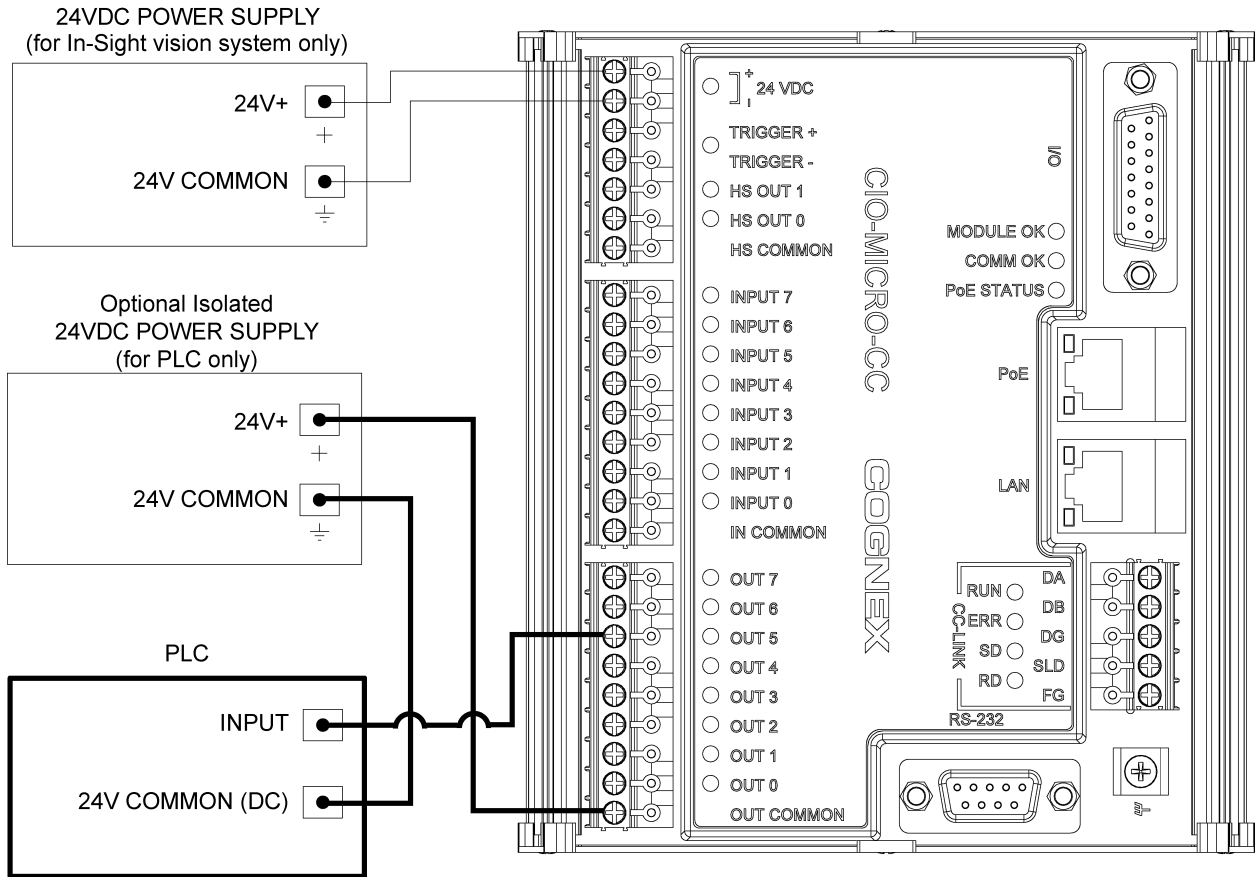 24VDC POWER SUPPLY
(for In-Sight vision system only)
24V+
+
24V COMMON
Optional Isolated
24VDC POWER SUPPLY
(for PLC only)
24V+
+
24V COMMON
PLC
INPUT
24V COMMON (DC)
+
-
24 VDC
TRIGGER +
TRIGGER -
HS OUT 1
HS OUT 0
HS COMMON
INPUT 7
INPUT 6
INPUT 5
INPUT 4
INPUT 3
INPUT 2
INPUT 1
INPUT 0
IN COMMON
OUT 7
OUT 6
OUT 5
OUT 4
OUT 3
OUT 2
OUT 1
OUT 0
OUT COMMON
CIO-MICRO-CC
COGNEX
I/O
MODULE OK
COMM OK
PoE STATUS
PoE
LAN
CC-LINK
RUN
ERR
SD
RD
DA
DB
DG
SLD
FG
RS-232